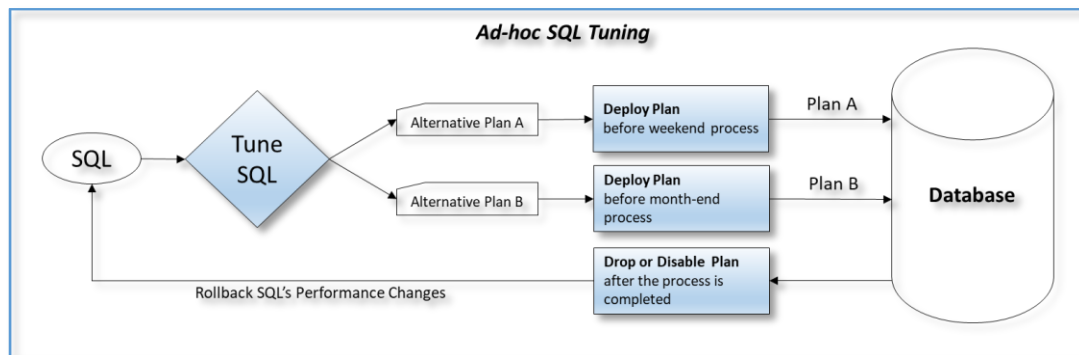 Ad-hoc SQL Tuning
SQL
Tune
SQL
Alternative Plan A
Deploy Plan
before weekend process
Plan A
Alternative Plan B
Deploy Plan
before month-end
process
Plan B
Database
Drop or Disable Plan
after the process is
completed
Rollback SQL's Performance Changes